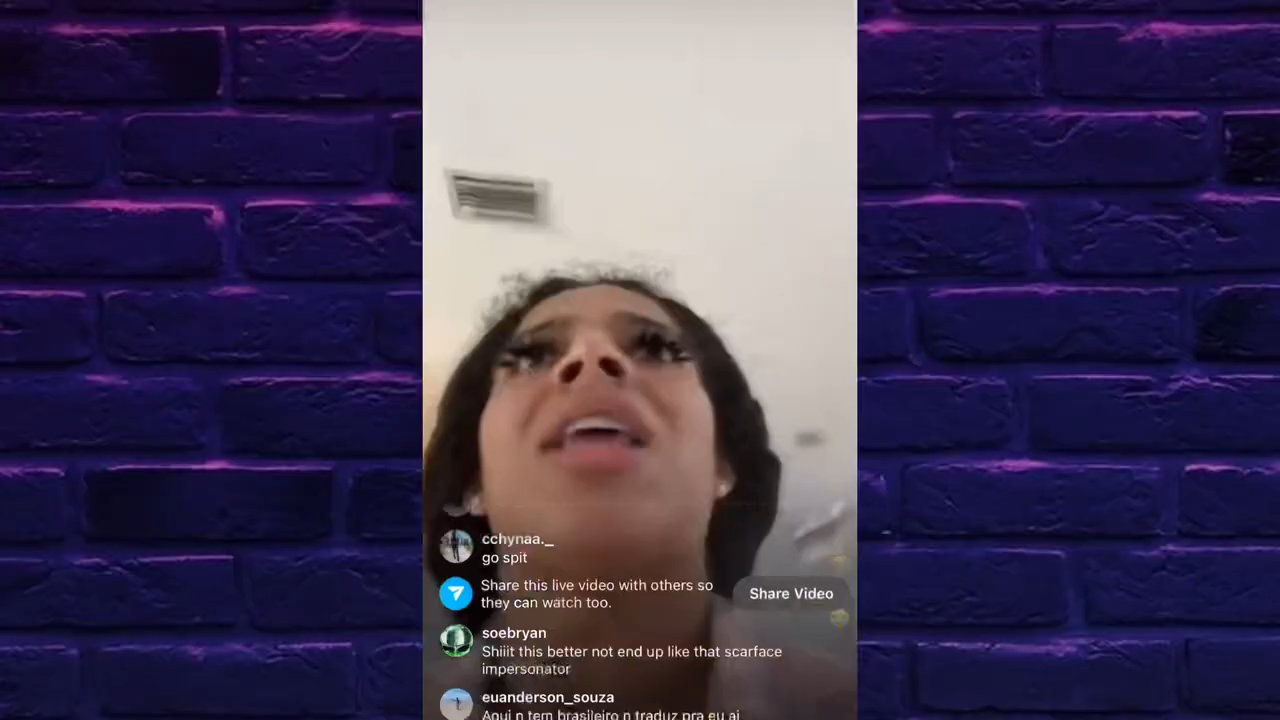 cchynaa._
go spit
Share this live video with others so
they can watch too.
Share Video
soebryan
Shiiit this better not end up like that scarface
impersonator
euanderson_souza
Aqui n tem brasileiro n traduz pra eu ai